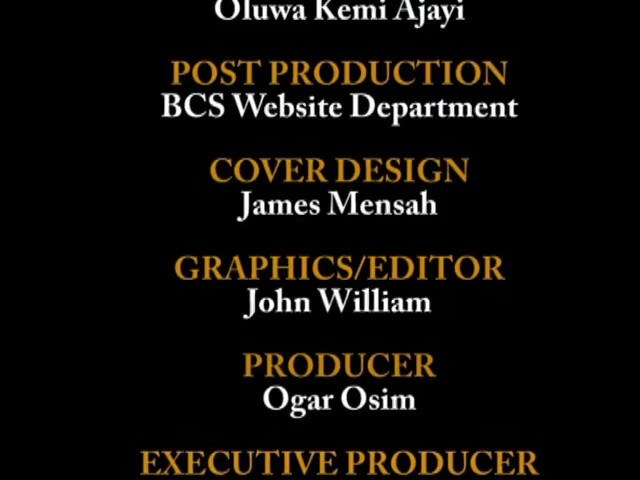 Oluwa Kemi Ajayi
POST PRODUCTION
BCS Website Department
COVER DESIGN
James Mensah
GRAPHICS/EDITOR
John William
PRODUCER
Ogar Osim
EXECUTIVE PRODUCER